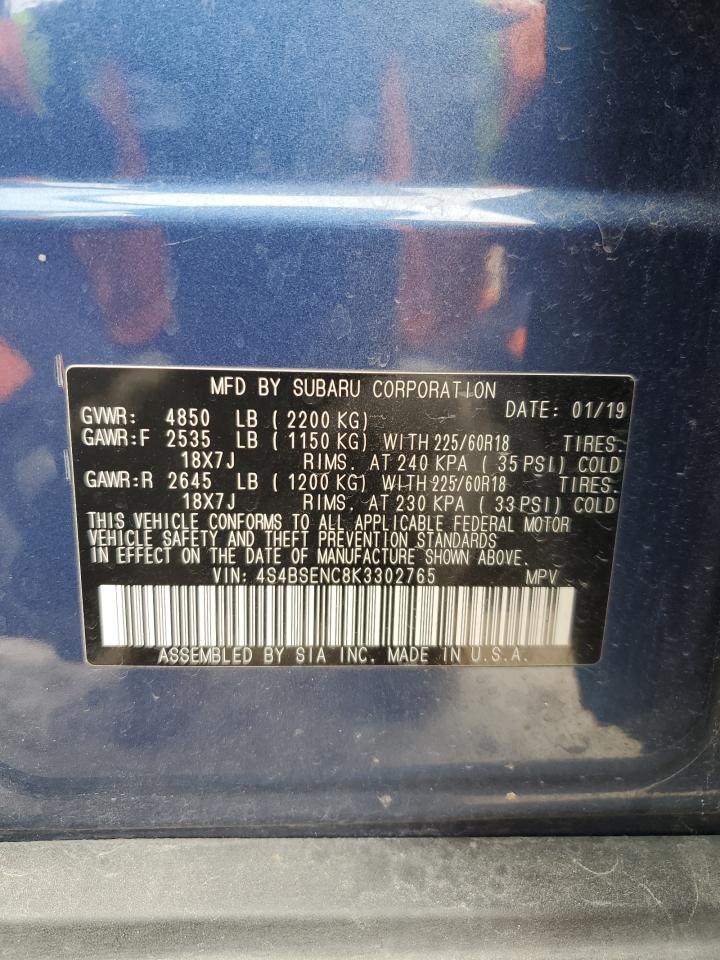 MFD BY SUBARU CORPORATION
GVWR: 4850 LB ( 2200 KG) DATE: 01/19
GAWR:F 2535 LB ( 1150 KG) WITH 225/60R18 TIRES.
18X7J RIMS. AT 240 KPA ( 35 PSI) COLD
GAWR:R 2645 LB ( 1200 KG) WITH 225/60R18 TIRES.
18X7J RIMS. AT 230 KPA ( 33 PSI) COLD
THIS VEHICLE CONFORMS TO ALL APPLICABLE FEDERAL MOTOR
VEHICLE SAFETY AND THEFT PREVENTION STANDARDS
IN EFFECT ON THE DATE OF MANUFACTURE SHOWN ABOVE.
VIN: 4S4BSENC8K3302765 MPV
ASSEMBLED BY SIA INC. MADE IN U.S.A.